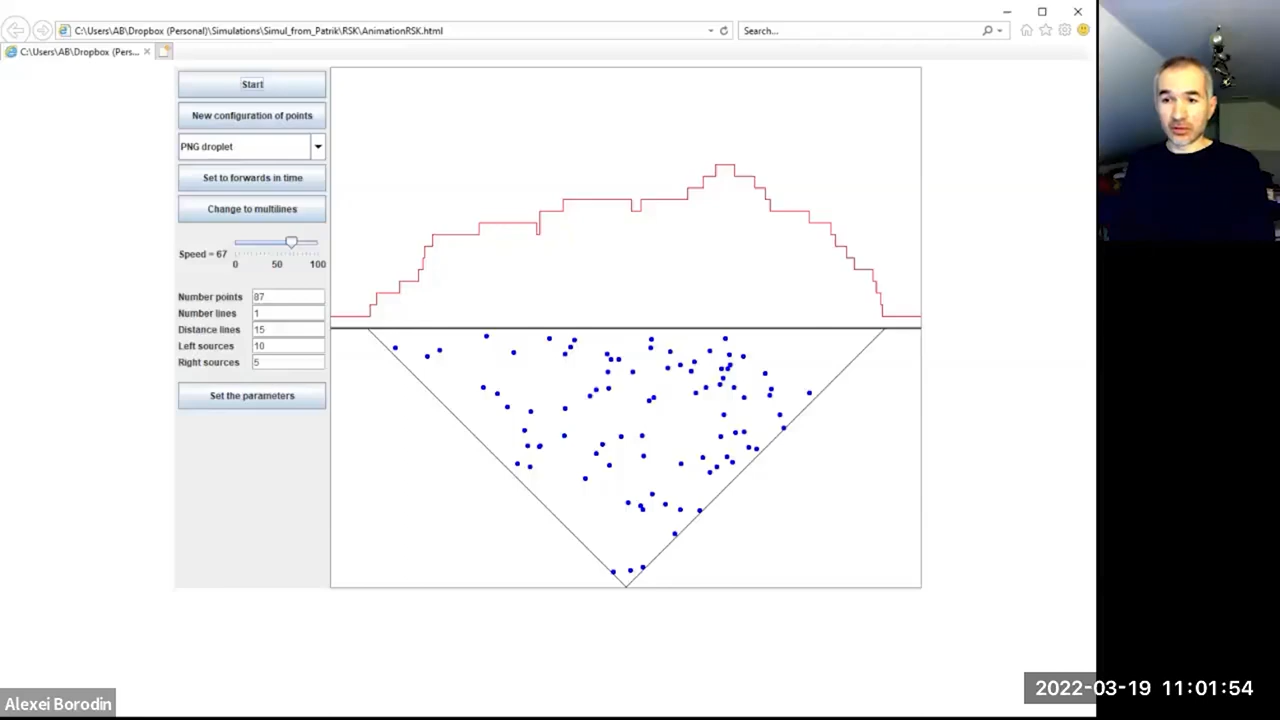 C:\Users\AB\Dropbox (Personal)\Simulations\Simul_from_Patrik\RSK\AnimationRSK.html
Search...
C:\Users\AB\Dropbox (Pers...
Start
New configuration of points
PNG droplet
Set to forwards in time
Change to multilines
Speed = 67
0 50 100
Number points 87
Number lines 1
Distance lines 15
Left sources 10
Right sources 5
Set the parameters
2022-03-19 11:01:54
Alexei Borodin